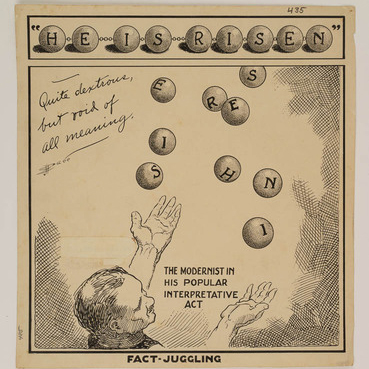 495
"HE IS RISEN"
Quite dextrous,
but void of
all meaning.
S
E
R E
E
I
S
H
N
I
THE MODERNIST IN
HIS POPULAR
INTERPRETATIVE
ACT
FACT-JUGGLING